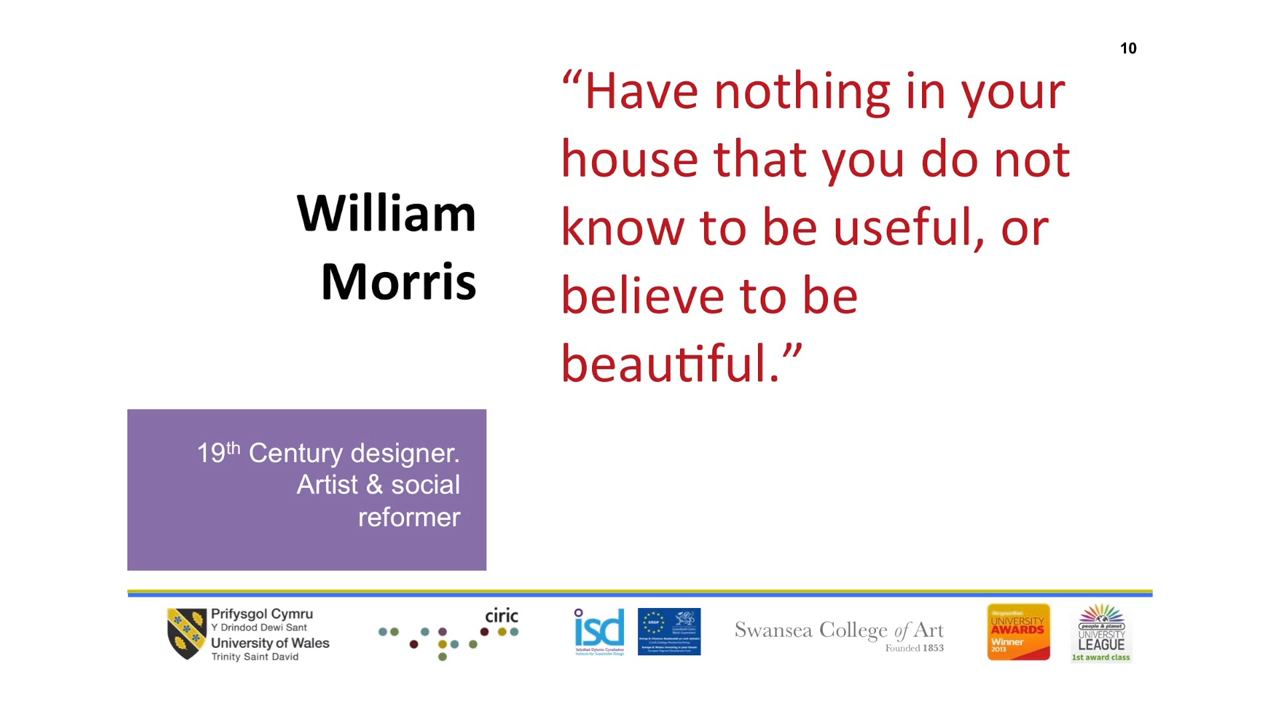 10
“Have nothing in your
house that you do not
know to be useful, or
believe to be
beautiful.”
William
Morris
19th Century designer.
Artist & social
reformer
Prifysgol Cymru
Y Drindod Dewi Sant
University of Wales
Trinity Saint David
ciric
isd
Swansea College of Art
Founded 1853
UNIVERSITY
AWARDS
Winner
2013
people & planet
UNIVERSITY
LEAGUE
1st award class